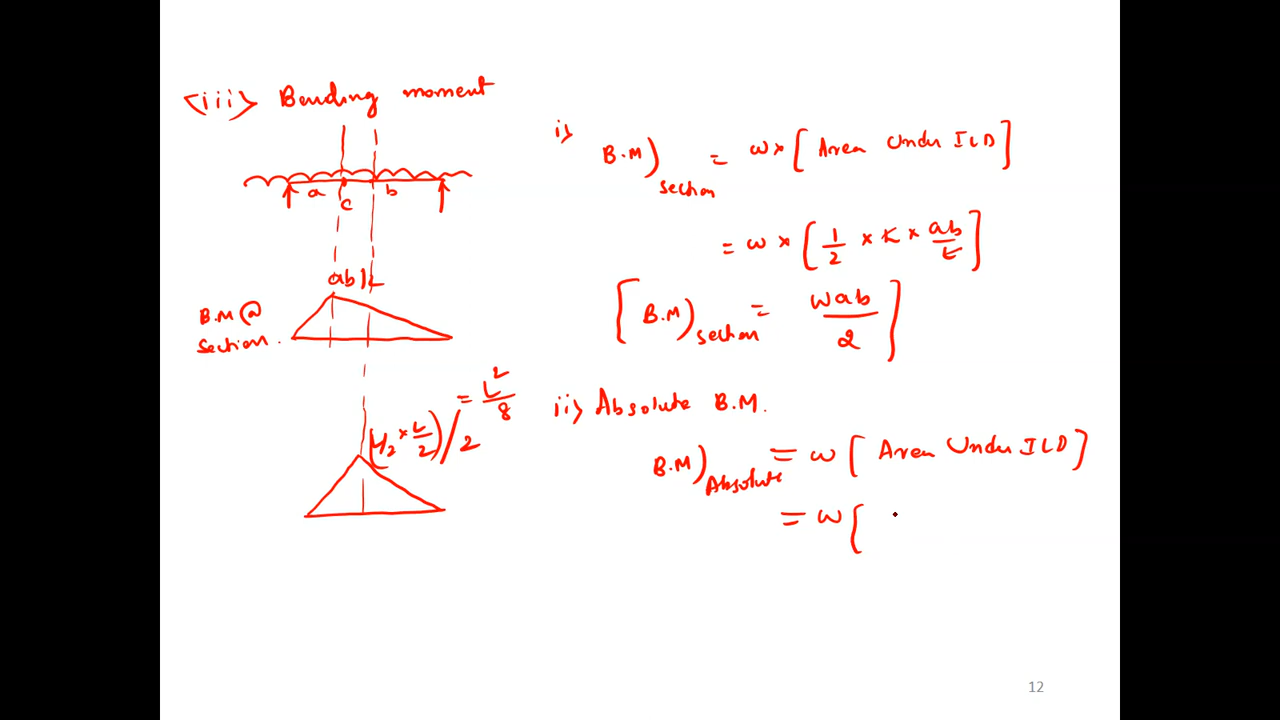 <iii> Bending moment
a c b
ab/L
B.M @
section.
(L/2 × L/2)/2 = L²/8
i> B.M)section = w × [Area Under ILD]
= w × [1/2 × L × ab/L]
[B.M)section = wab/2]
ii> Absolute B.M.
B.M)Absolute = w [Area Under ILD]
= w [
12